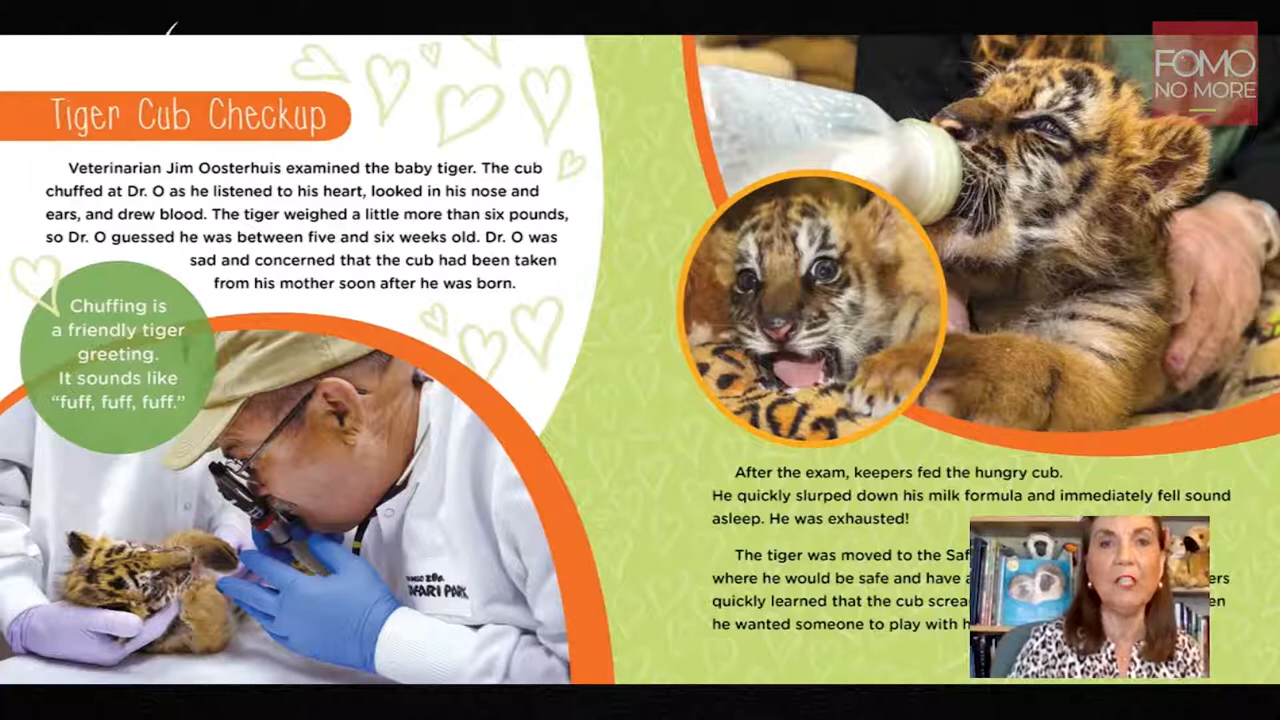 Tiger Cub Checkup
Veterinarian Jim Oosterhuis examined the baby tiger. The cub
chuffed at Dr. O as he listened to his heart, looked in his nose and
ears, and drew blood. The tiger weighed a little more than six pounds,
so Dr. O guessed he was between five and six weeks old. Dr. O was
sad and concerned that the cub had been taken
from his mother soon after he was born.
Chuffing is
a friendly tiger
greeting.
It sounds like
“fuff, fuff, fuff.”
FOMO
NO MORE
After the exam, keepers fed the hungry cub.
He quickly slurped down his milk formula and immediately fell sound
asleep. He was exhausted!
The tiger was moved to the Saf
where he would be safe and have a
quickly learned that the cub screa
he wanted someone to play with h